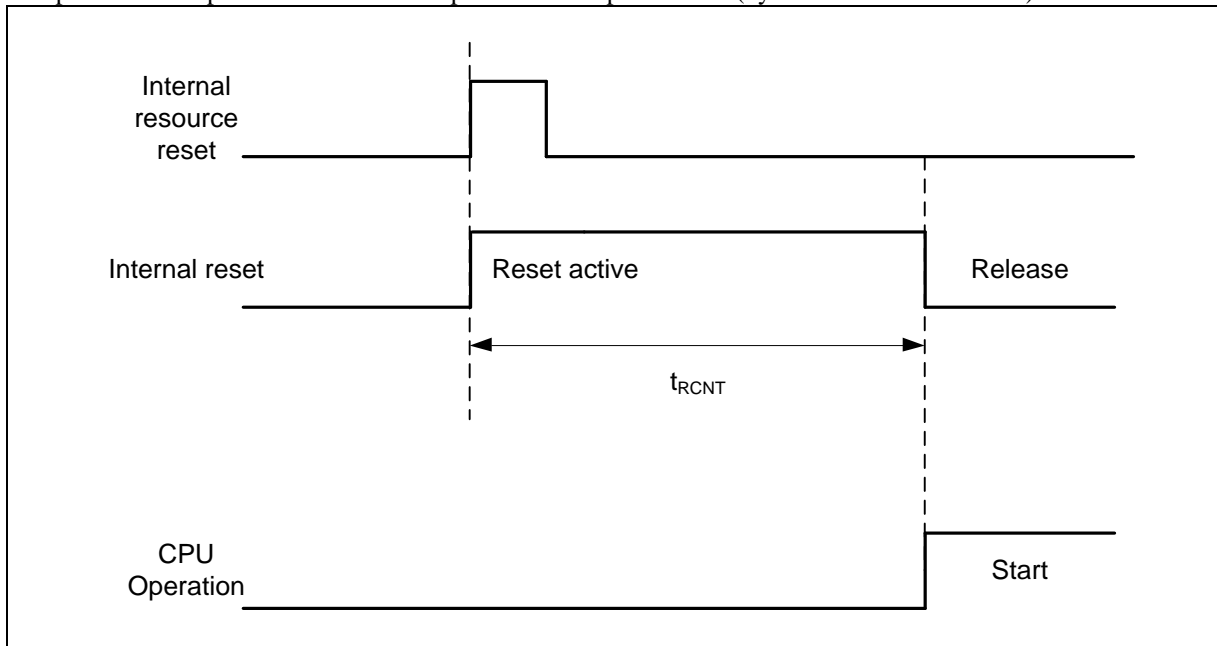 Internal
resource
reset
Internal reset
Reset active
Release
tRCNT
CPU
Operation
Start